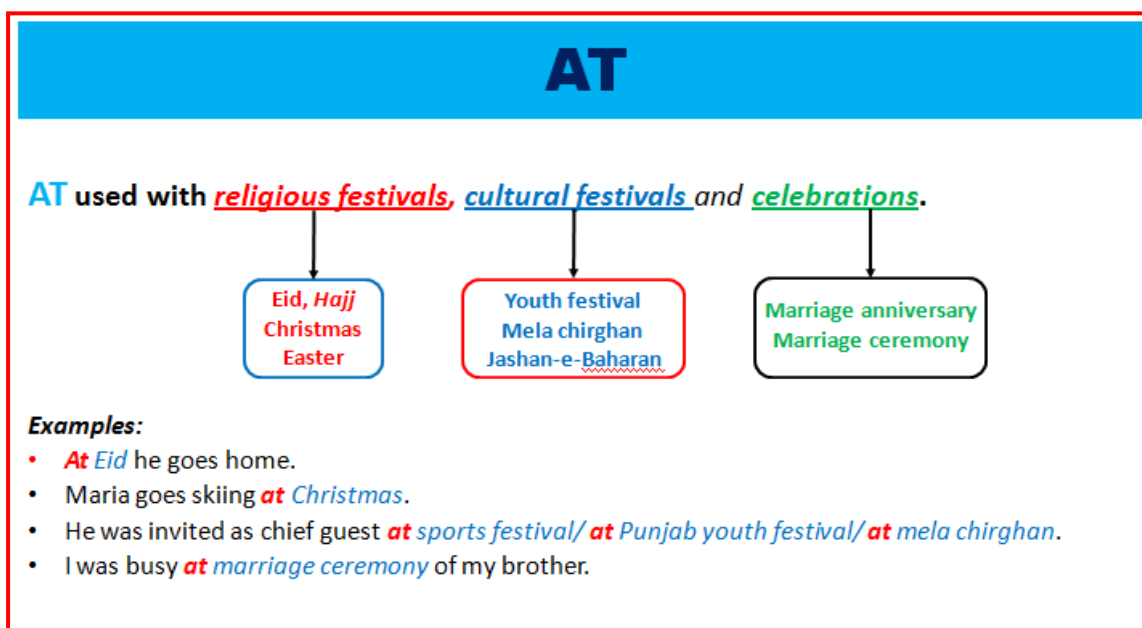 AT
AT used with religious festivals, cultural festivals and celebrations.
Eid, Hajj
Christmas
Easter
Youth festival
Mela chirghan
Jashan-e-Baharan
Marriage anniversary
Marriage ceremony
Examples:
• At Eid he goes home.
• Maria goes skiing at Christmas.
• He was invited as chief guest at sports festival/ at Punjab youth festival/ at mela chirghan.
• I was busy at marriage ceremony of my brother.